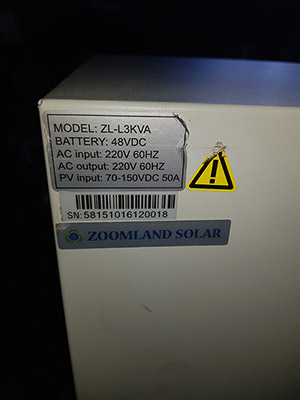 MODEL: ZL-L3KVA
BATTERY: 48VDC
AC input: 220V 60HZ
AC output: 220V 60HZ
PV input: 70-150VDC 50A
SN: 58151016120018
ZOOMLAND SOLAR